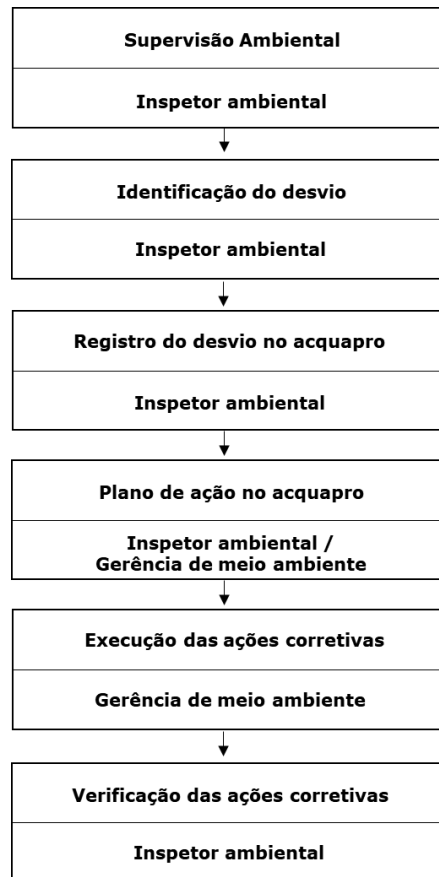 Supervisão Ambiental
Inspetor ambiental
Identificação do desvio
Inspetor ambiental
Registro do desvio no acquapro
Inspetor ambiental
Plano de ação no acquapro
Inspetor ambiental /
Gerência de meio ambiente
Execução das ações corretivas
Gerência de meio ambiente
Verificação das ações corretivas
Inspetor ambiental